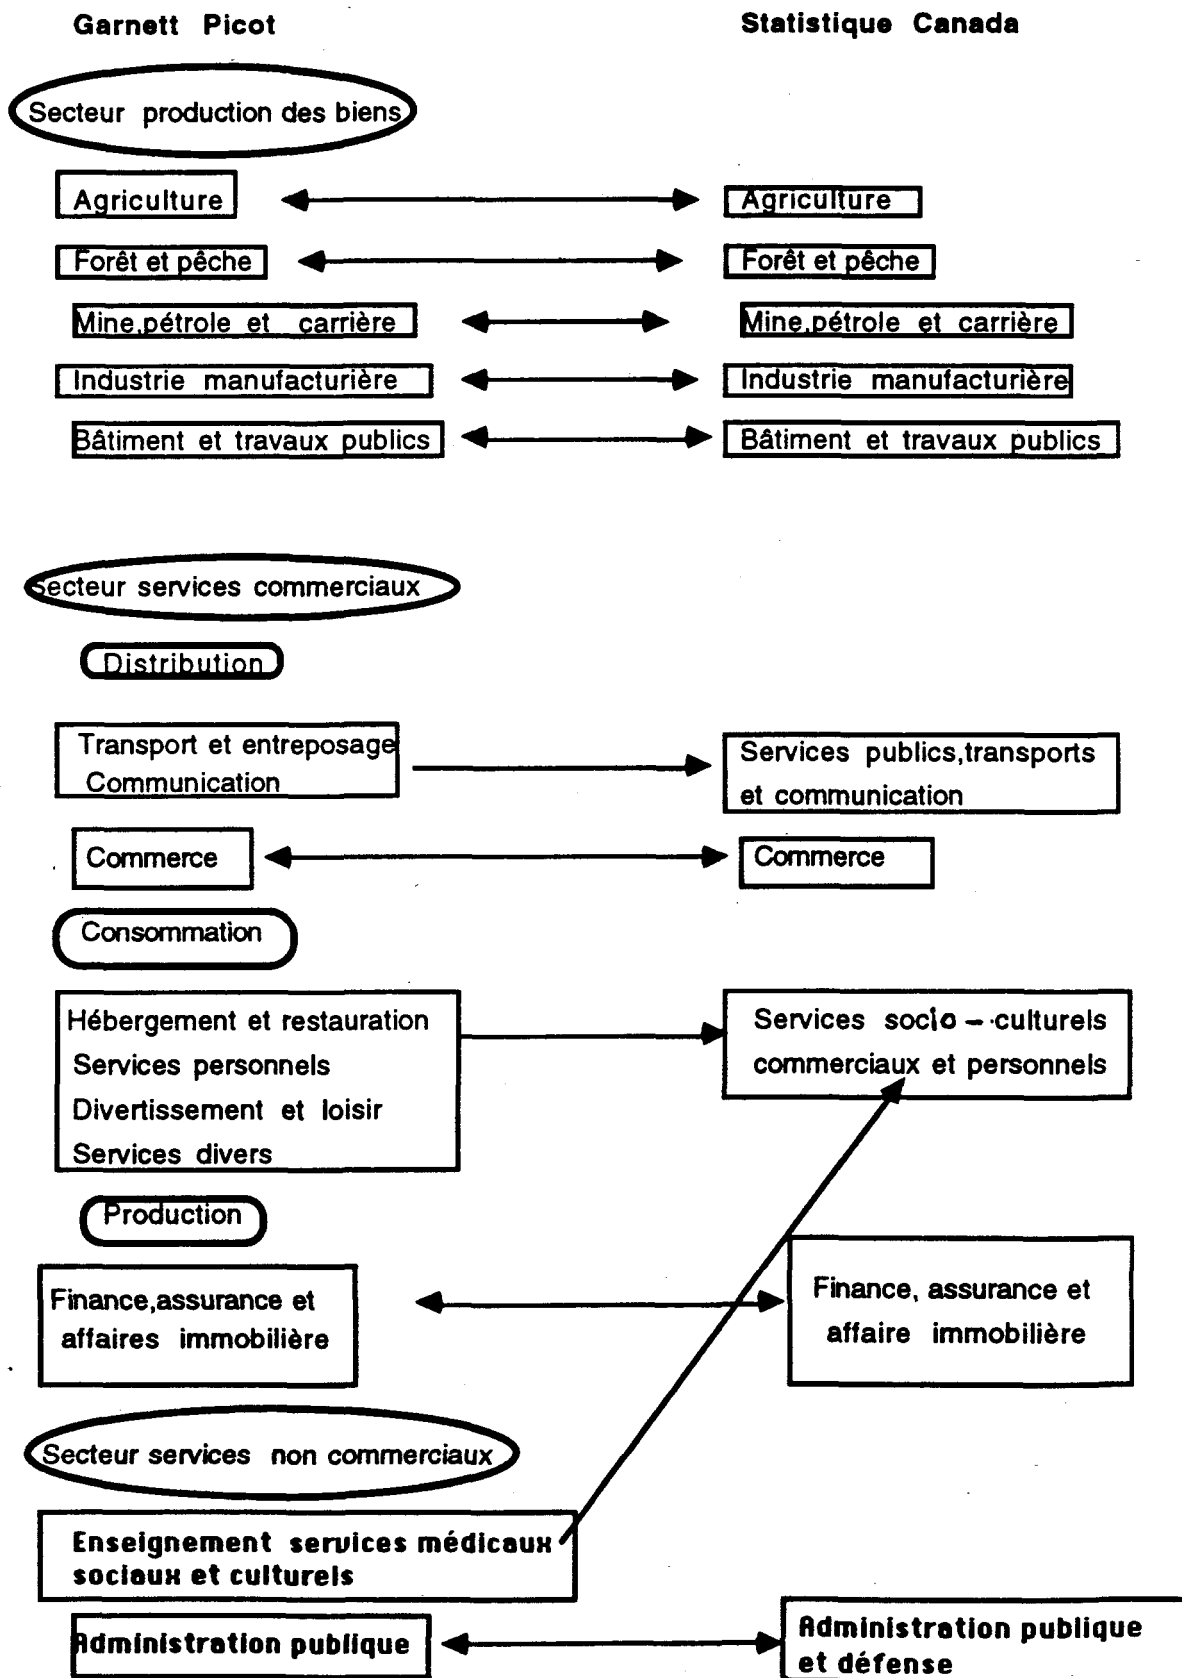 Garnett Picot
Statistique Canada
Secteur production des biens
Agriculture
Agriculture
Forêt et pêche
Forêt et pêche
Mine,pétrole et carrière
Mine,pétrole et carrière
Industrie manufacturière
Industrie manufacturière
Bâtiment et travaux publics
Bâtiment et travaux publics
Secteur services commerciaux
Distribution
Transport et entreposage
Communication
Services publics,transports
et communication
Commerce
Commerce
Consommation
Hébergement et restauration
Services personnels
Divertissement et loisir
Services divers
Services socio-culturels
commerciaux et personnels
Production
Finance,assurance et
affaires immobilière
Finance, assurance et
affaire immobilière
Secteur services non commerciaux
Enseignement services médicaux
sociaux et culturels
Administration publique
Administration publique
et défense